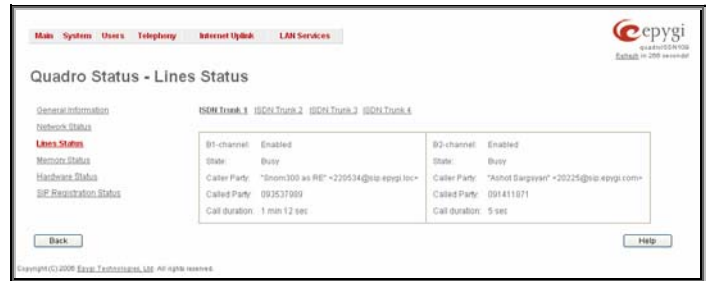 Main System Users Telephony Internet Uplink LAN Services
epygi
quadroISDN108
Refresh in 288 seconds!
Quadro Status - Lines Status
General Information
Network Status
Lines Status
Memory Status
Hardware Status
SIP Registration Status
ISDN Trunk 1 ISDN Trunk 2 ISDN Trunk 3 ISDN Trunk 4
B1-channel: Enabled
State: Busy
Caller Party: "Snom300 as RE" <220534@sip.epygi.loc>
Called Party: 093537989
Call duration: 1 min 12 sec
B2-channel: Enabled
State: Busy
Caller Party: "Ashot Sargsyan" <20225@sip.epygi.com>
Called Party: 091411971
Call duration: 5 sec
Back
Help
Copyright (C) 2006 Epygi Technologies, Ltd. All rights reserved.